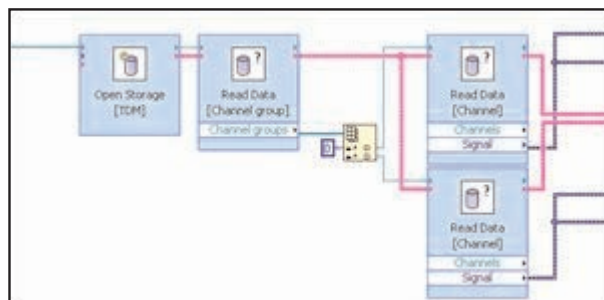 Open Storage
[TDM]
Read Data
[Channel group]
Channel groups
Read Data
[Channel]
Channels
Signal
Read Data
[Channel]
Channels
Signal